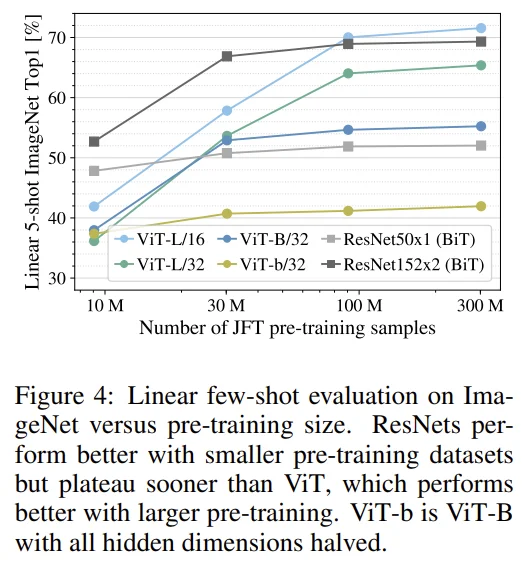 Linear 5-shot ImageNet Top1 [%]
70
60
50
40
30
ViT-L/16 ViT-B/32 ResNet50x1 (BiT)
ViT-L/32 ViT-b/32 ResNet152x2 (BiT)
10 M 30 M 100 M 300 M
Number of JFT pre-training samples
Figure 4: Linear few-shot evaluation on Ima-
geNet versus pre-training size. ResNets per-
form better with smaller pre-training datasets
but plateau sooner than ViT, which performs
better with larger pre-training. ViT-b is ViT-B
with all hidden dimensions halved.